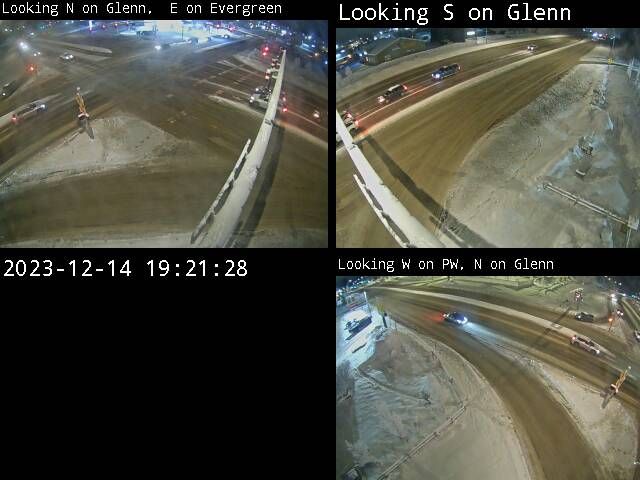 Looking N on Glenn,  E on Evergreen
Looking S on Glenn
2023-12-14 19:21:28
Looking W on PW, N on Glenn